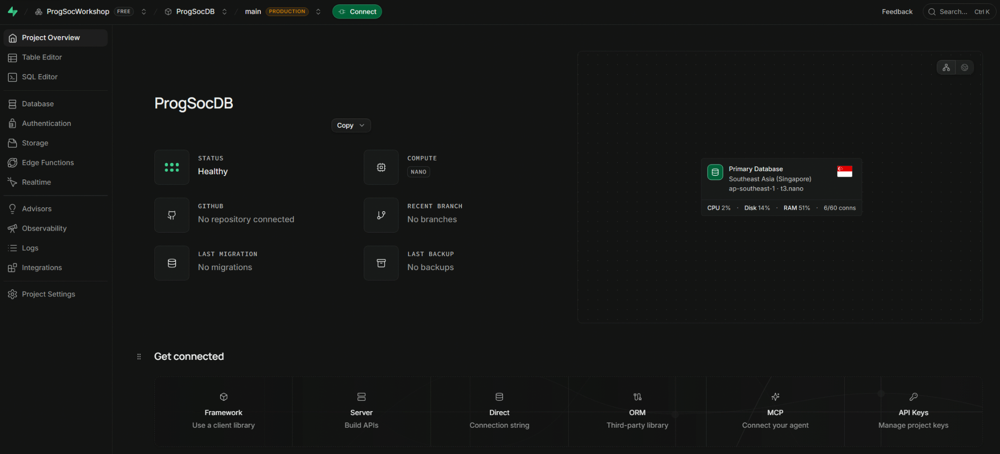 ProgSocWorkshop FREE ProgSocDB main PRODUCTION Connect Feedback Search... Ctrl K
Project Overview
Table Editor
SQL Editor
Database
Authentication
Storage
Edge Functions
Realtime
Advisors
Observability
Logs
Integrations
Project Settings
ProgSocDB
Copy
STATUS
Healthy
COMPUTE
NANO
GITHUB
No repository connected
RECENT BRANCH
No branches
LAST MIGRATION
No migrations
LAST BACKUP
No backups
Primary Database
Southeast Asia (Singapore)
ap-southeast-1 · t3.nano
CPU 2% · Disk 14% · RAM 51% · 6/60 conns
Get connected
Framework
Use a client library
Server
Build APIs
Direct
Connection string
ORM
Third-party library
MCP
Connect your agent
API Keys
Manage project keys